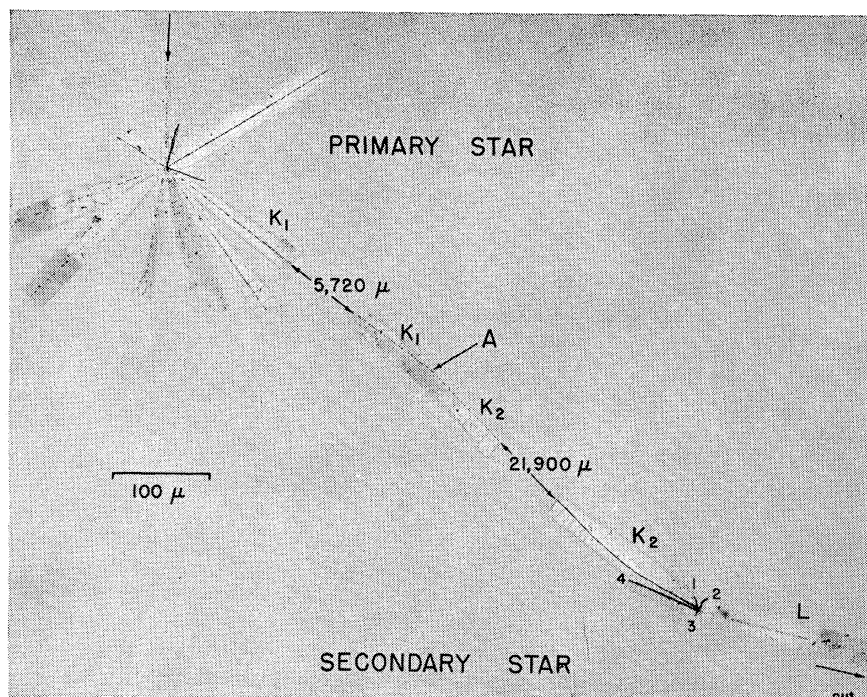 PRIMARY STAR
K₁
5,720 μ
K₁
A
K₂
21,900 μ
100 μ
K₂
1
2
4
3
L
SECONDARY STAR